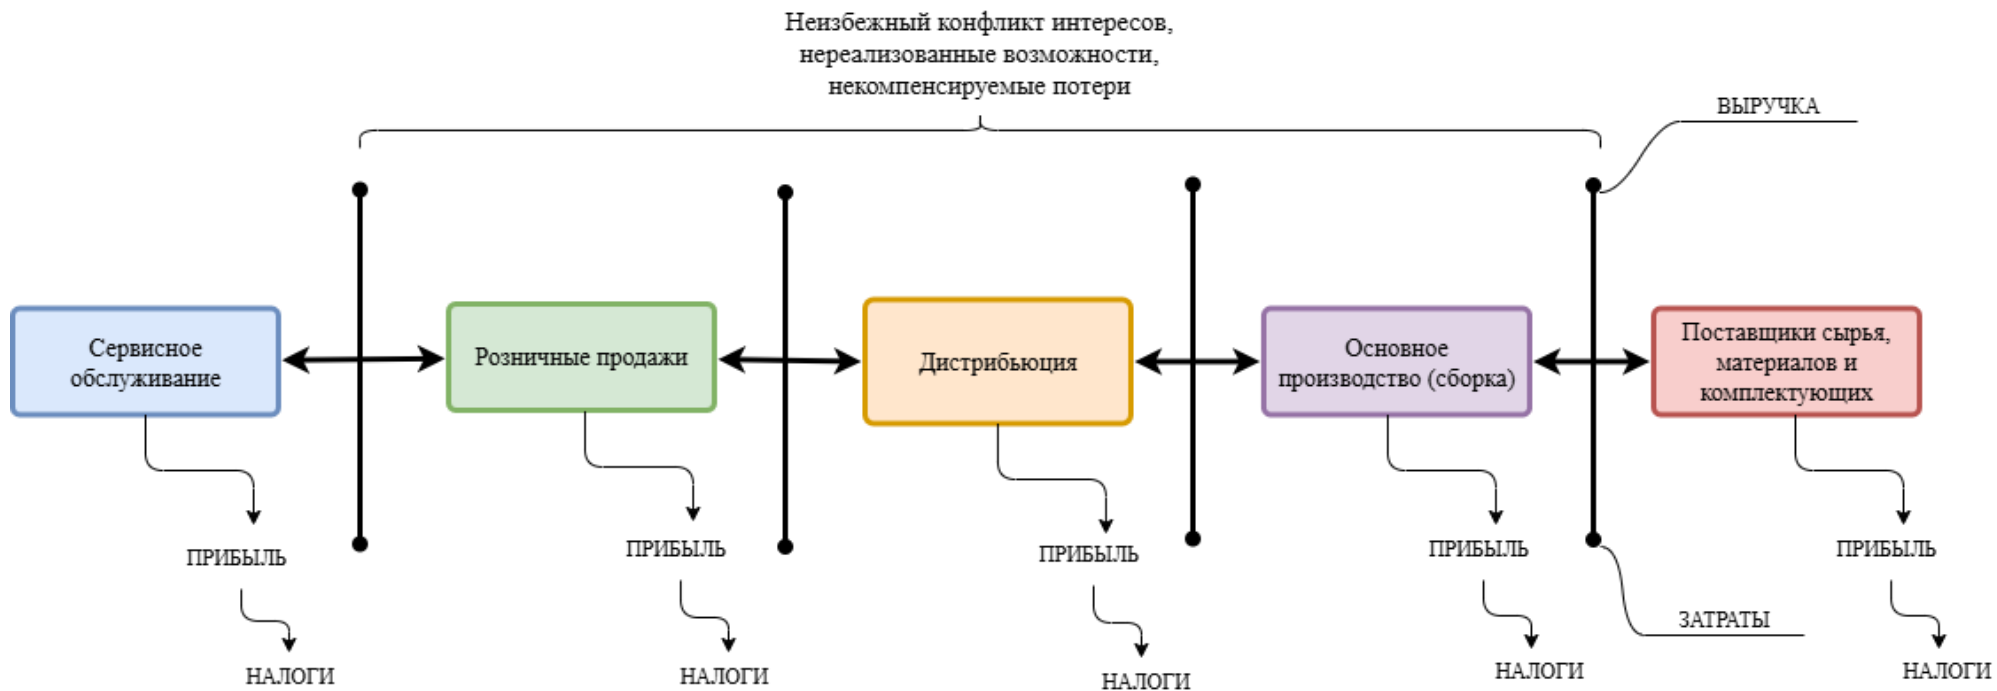 Неизбежный конфликт интересов,
нереализованные возможности,
некомпенсируемые потери
ВЫРУЧКА
Сервисное
обслуживание
Розничные продажи
Дистрибьюция
Основное
производство (сборка)
Поставщики сырья,
материалов и
комплектующих
ПРИБЫЛЬ
ПРИБЫЛЬ
ПРИБЫЛЬ
ПРИБЫЛЬ
ПРИБЫЛЬ
ЗАТРАТЫ
НАЛОГИ
НАЛОГИ
НАЛОГИ
НАЛОГИ
НАЛОГИ